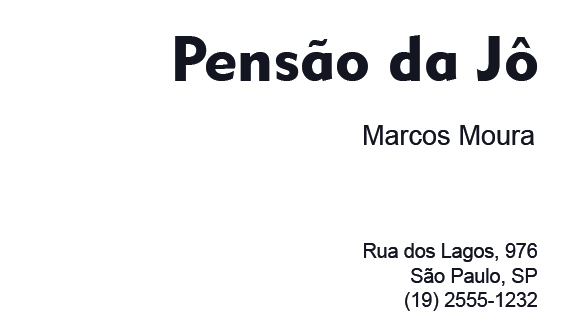 Pensão da Jô
Marcos Moura
Rua dos Lagos, 976
São Paulo, SP
(19) 2555-1232